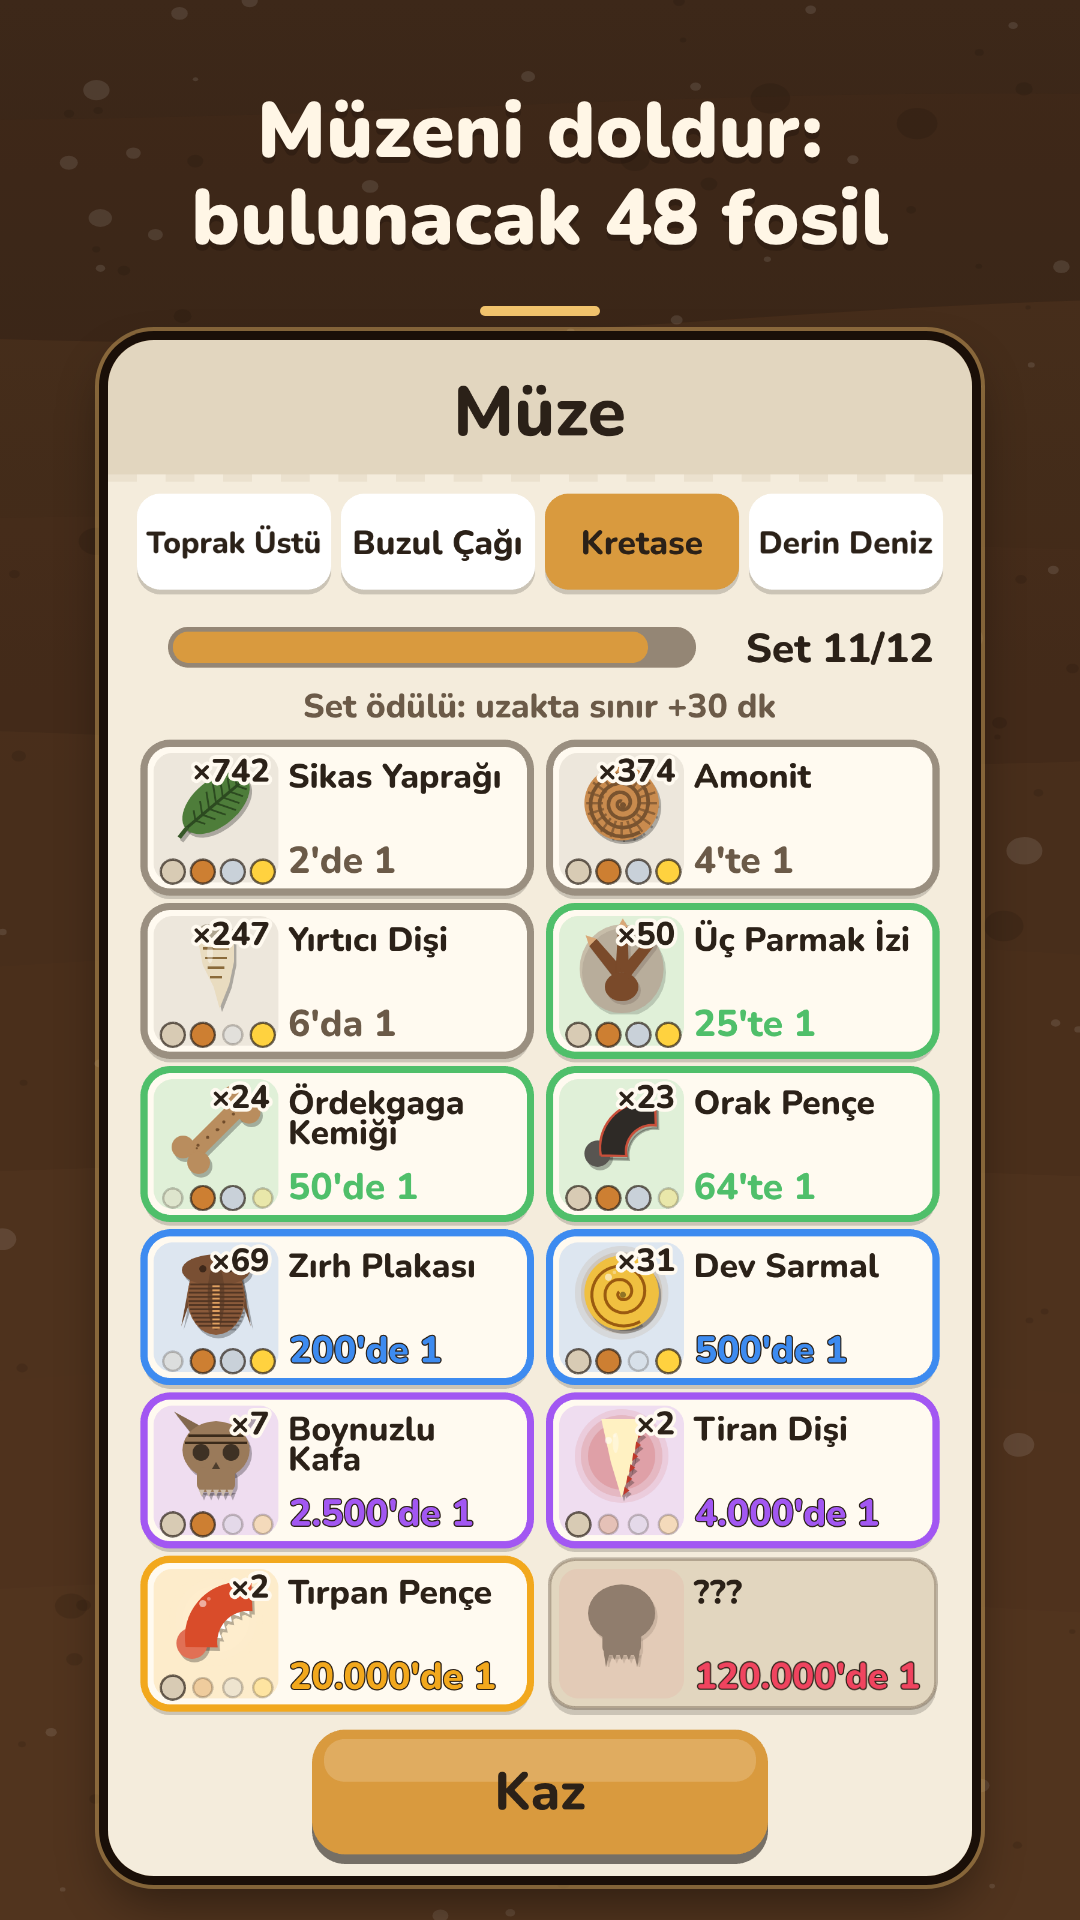 Müzeni doldur:
bulunacak 48 fosil
Müze
Toprak Üstü
Buzul Çağı
Kretase
Derin Deniz
Set 11/12
Set ödülü: uzakta sınır +30 dk
×742
Sikas Yaprağı
2'de 1
×374
Amonit
4'te 1
×247
Yırtıcı Dişi
6'da 1
×50
Üç Parmak İzi
25'te 1
×24
Ördekgaga
Kemiği
50'de 1
×23
Orak Pençe
64'te 1
×69
Zırh Plakası
200'de 1
×31
Dev Sarmal
500'de 1
×7
Boynuzlu
Kafa
2.500'de 1
×2
Tiran Dişi
4.000'de 1
×2
Tırpan Pençe
20.000'de 1
???
120.000'de 1
Kaz